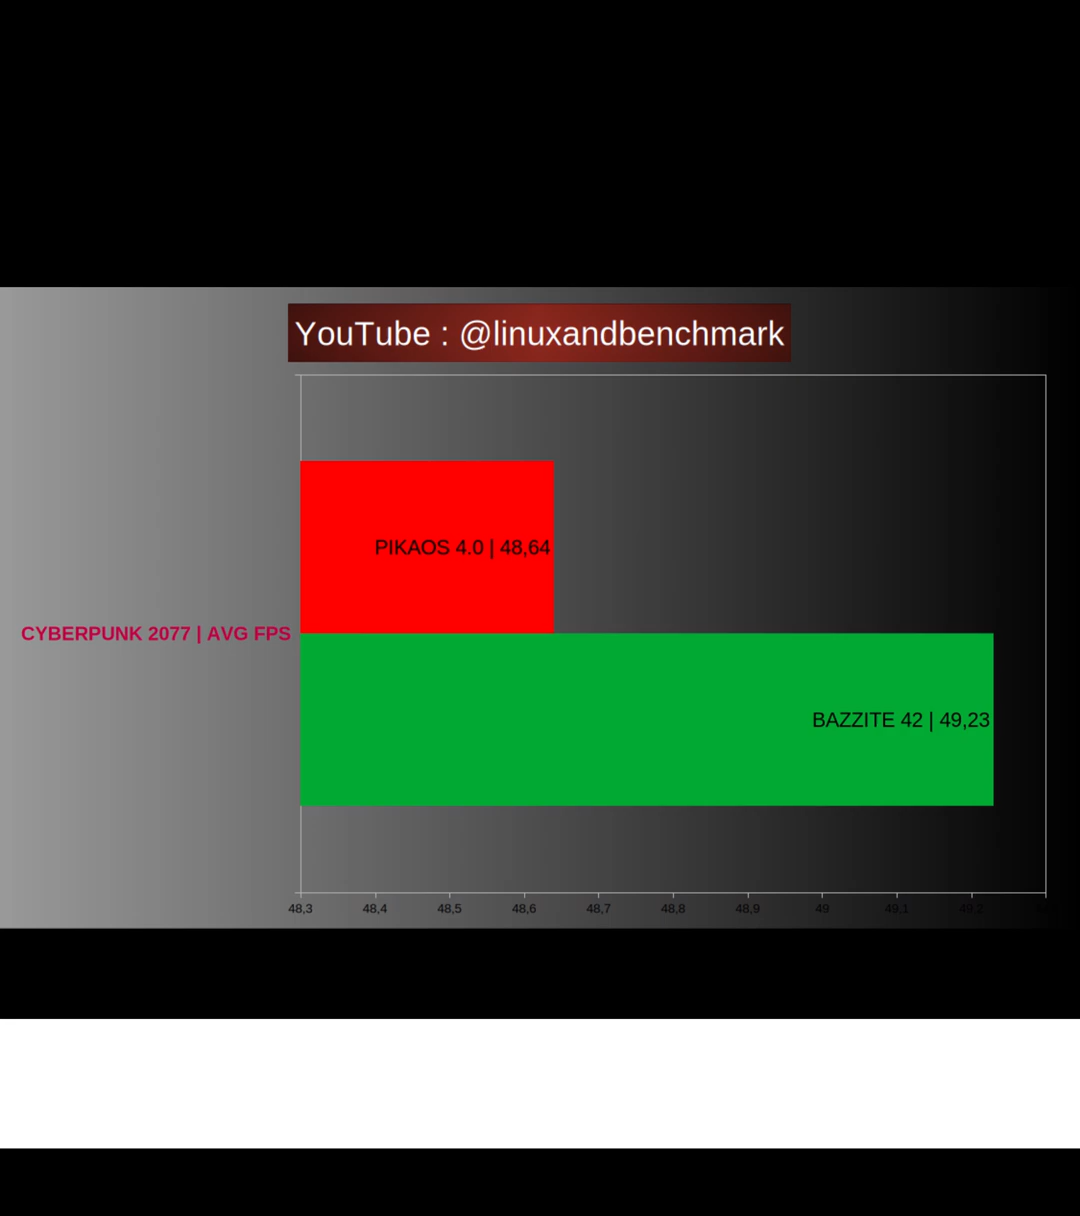 YouTube : @linuxandbenchmark
PIKAOS 4.0 | 48,64
CYBERPUNK 2077 | AVG FPS
BAZZITE 42 | 49,23
48,3 48,4 48,5 48,6 48,7 48,8 48,9 49 49,1 49,2